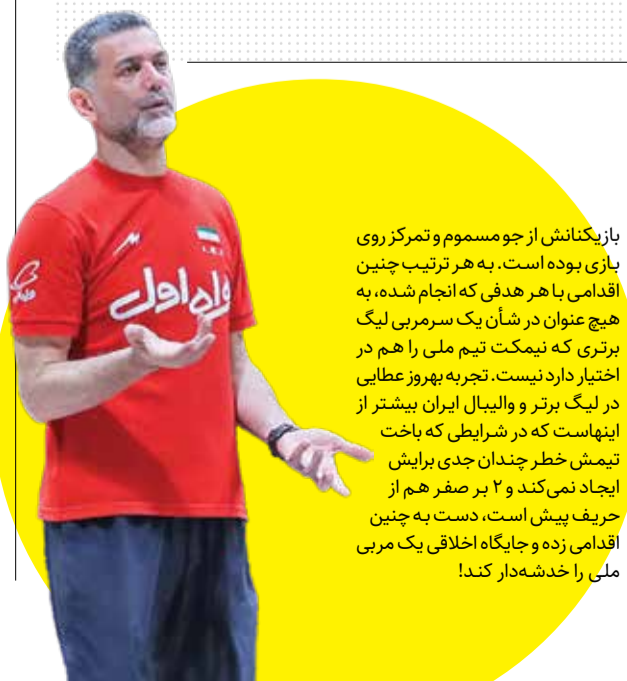 بازیکنانش از جو مسموم و تمرکز روی
بازی بوده است. به هر ترتیب چنین
اقدامی با هر هدفی که انجام شده، به
هیچ عنوان در شأن یک سرمربی لیگ
برتری که نیمکت تیم ملی را هم در
اختیار دارد نیست. تجربه بهروز عطایی
در لیگ برتر و والیبال ایران بیشتر از
اینهاست که در شرایطی که باخت
تیمش خطر چندان جدی برایش
ایجاد نمی‌کند و ۲ بر صفر هم از
حریف پیش است، دست به چنین
اقدامی زده و جایگاه اخلاقی یک مربی
ملی را خدشه‌دار کند!
همراه اول